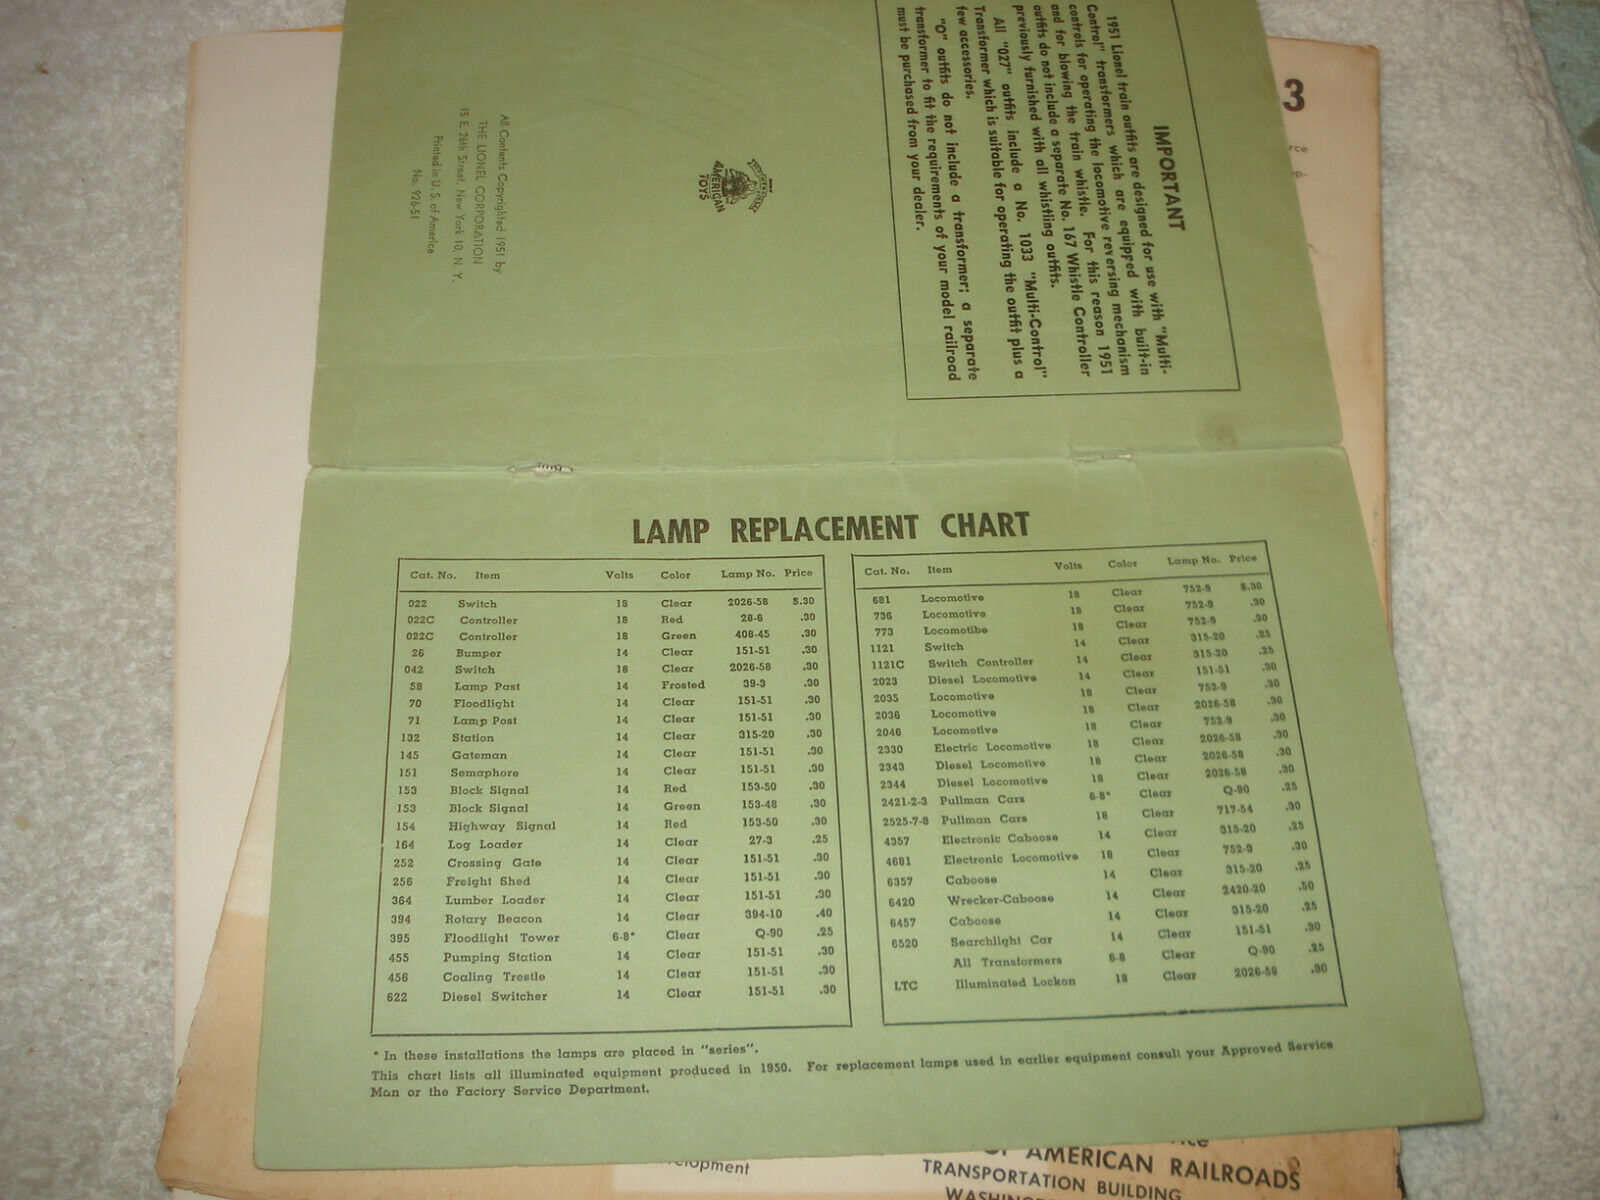 IMPORTANT
1951 Lionel train outfits are designed for use with "Multi-
Control" transformers which are equipped with built-in
controls for operating the locomotive reversing mechanism
and for blowing the train whistle. For this reason 1951
outfits do not include a separate No. 167 Whistle Controller
previously furnished with all whistling outfits.
All "027" outfits include a No. 1033 "Multi-Control"
Transformer which is suitable for operating the outfit plus a
few accessories.
"O" outfits do not include a transformer; a separate
transformer to fit the requirements of your model railroad
must be purchased from your dealer.
AMERICAN
TOYS
All Contents Copyrighted 1951 by
THE LIONEL CORPORATION
15 E. 26th Street, New York 10, N. Y.
Printed in U. S. of America
No. 926-51
LAMP REPLACEMENT CHART
Cat. No. Item Volts Color Lamp No. Price
022 Switch 18 Clear 2026-58 $.30
022C Controller 18 Red 28-6 .30
022C Controller 18 Green 408-45 .30
26 Bumper 14 Clear 151-51 .30
042 Switch 18 Clear 2026-58 .30
58 Lamp Past 14 Frosted 39-3 .30
70 Floodlight 14 Clear 151-51 .30
71 Lamp Post 14 Clear 151-51 .30
132 Station 14 Clear 315-20 .30
145 Gateman 14 Clear 151-51 .30
151 Semaphore 14 Clear 151-51 .30
153 Block Signal 14 Red 153-50 .30
153 Block Signal 14 Green 153-48 .30
154 Highway Signal 14 Red 153-50 .30
164 Log Loader 14 Clear 27-3 .25
252 Crossing Gate 14 Clear 151-51 .30
256 Freight Shed 14 Clear 151-51 .30
364 Lumber Loader 14 Clear 151-51 .30
394 Rotary Beacon 14 Clear 394-10 .40
395 Floodlight Tower 6-8* Clear Q-90 .25
455 Pumping Station 14 Clear 151-51 .30
456 Coaling Trestle 14 Clear 151-51 .30
622 Diesel Switcher 14 Clear 151-51 .30
Cat. No. Item Volts Color Lamp No. Price
681 Locomotive 18 Clear 752-9 $.30
736 Locomotive 18 Clear 752-9 .30
773 Locomotibe 18 Clear 752-9 .30
1121 Switch 14 Clear 315-20 .25
1121C Switch Controller 14 Clear 315-20 .25
2023 Diesel Locomotive 14 Clear 151-51 .30
2035 Locomotive 18 Clear 752-9 .30
2036 Locomotive 18 Clear 2026-58 .30
2046 Locomotive 18 Clear 752-9 .30
2330 Electric Locomotive 18 Clear 2026-58 .30
2343 Diesel Locomotive 18 Clear 2026-58 .30
2344 Diesel Locomotive 18 Clear 2026-58 .30
2421-2-3 Pullman Cars 6-8* Clear Q-90 .25
2525-7-8 Pullman Cars 18 Clear 717-54 .30
4357 Electronic Caboose 14 Clear 315-20 .25
4681 Electronic Locomotive 18 Clear 752-9 .30
6357 Caboose 14 Clear 315-20 .25
6420 Wrecker-Caboose 14 Clear 2420-20 .50
6457 Caboose 14 Clear 315-20 .25
6520 Searchlight Car 14 Clear 151-51 .30
All Transformers 6-8 Clear Q-90 .25
LTC Illuminated Lockon 18 Clear 2026-58 .30
* In these installations the lamps are placed in "series".
This chart lists all illuminated equipment produced in 1950. For replacement lamps used in earlier equipment consult your Approved Service
Man or the Factory Service Department.
3
OF AMERICAN RAILROADS
TRANSPORTATION BUILDING